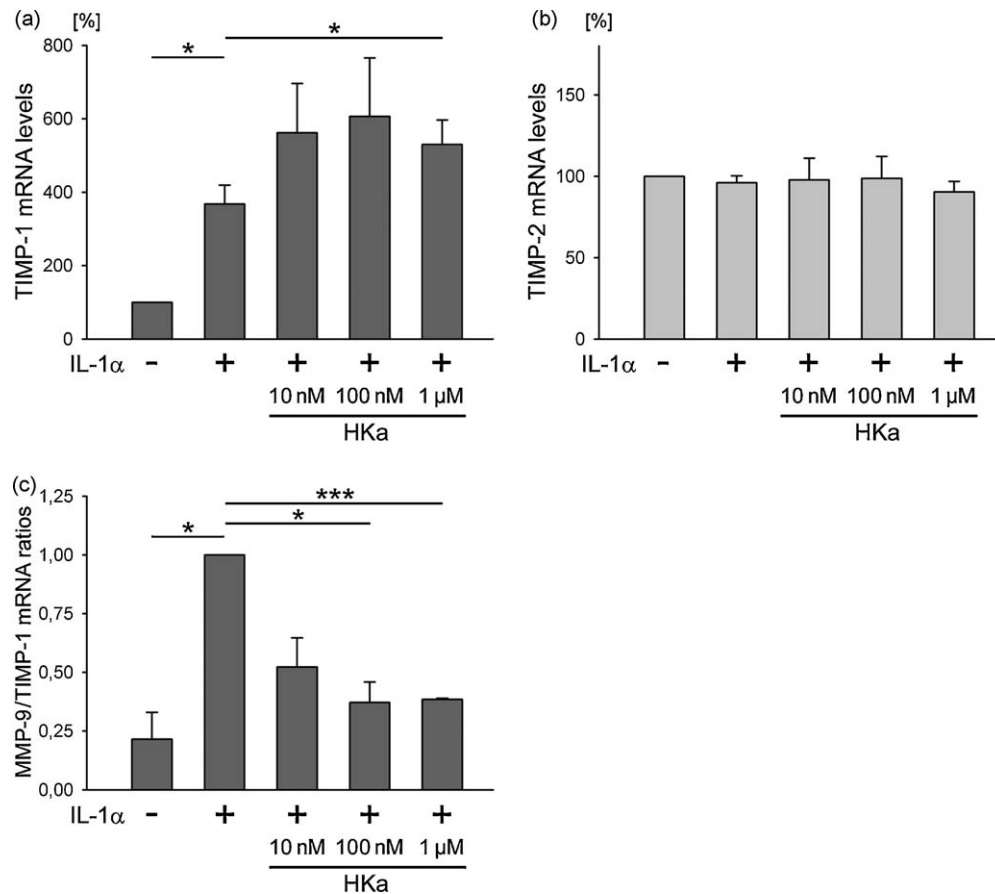 (a)
[%]
*
*
TIMP-1 mRNA levels
800
600
400
200
0
IL-1α - + + + +
10 nM 100 nM 1 µM
HKa
(b)
[%]
TIMP-2 mRNA levels
150
100
50
0
IL-1α - + + + +
10 nM 100 nM 1 µM
HKa
(c)
MMP-9/TIMP-1 mRNA ratios
1,25
1,00
0,75
0,50
0,25
0,00
***
*
*
IL-1α - + + + +
10 nM 100 nM 1 µM
HKa